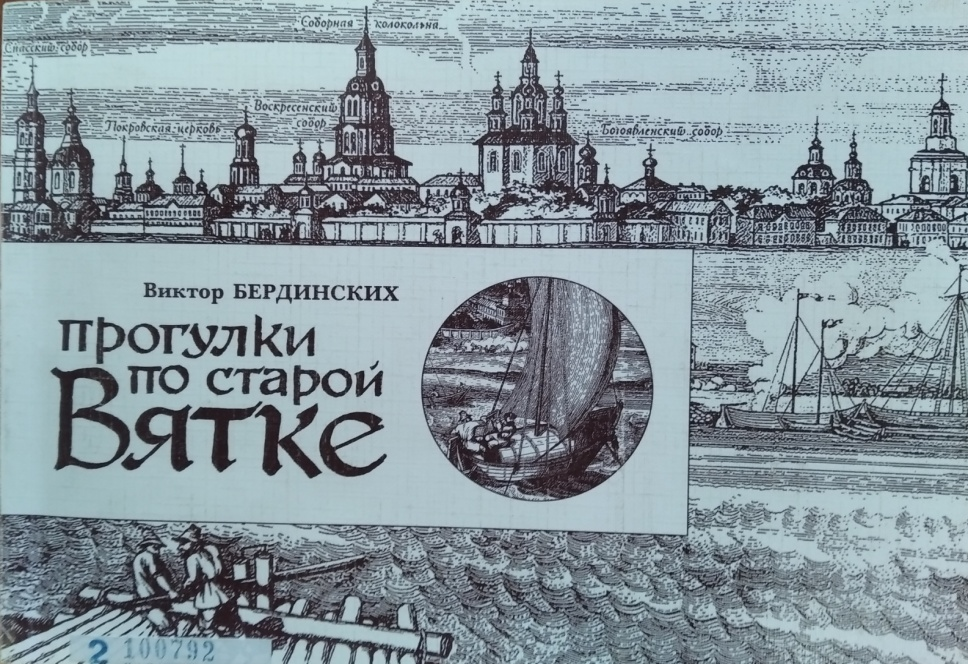 Соборная колокольня
Спасский собор
Воскресенский
собор
Покровская церковь
Богоявленский собор
Виктор БЕРДИНСКИХ
прогулки
по старой
Вятке
2 100792